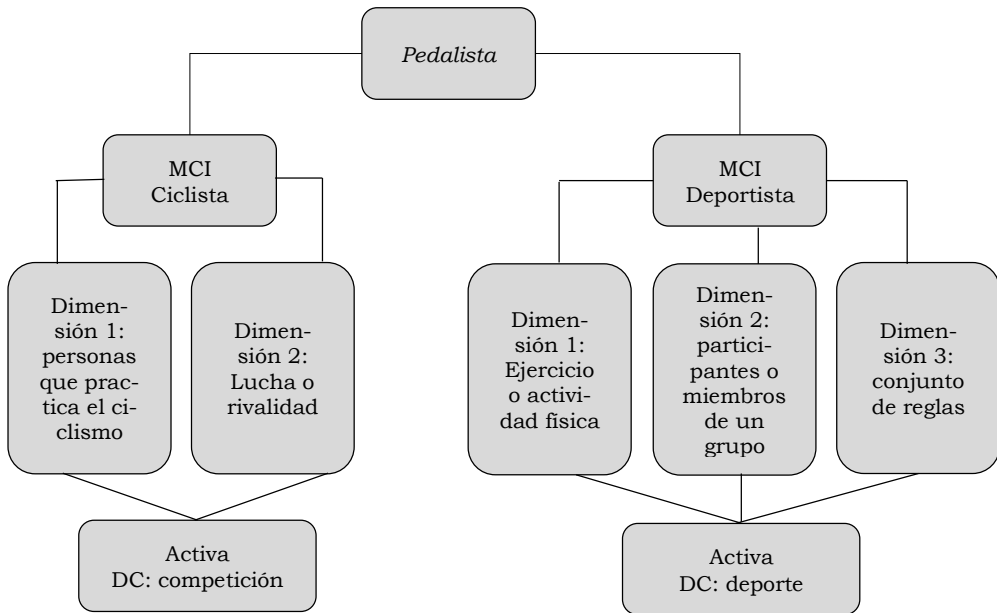 Pedalista
MCI
Ciclista
MCI
Deportista
Dimen-
sión 1:
personas
que prac-
tica el ci-
clismo
Dimen-
sión 2:
Lucha o
rivalidad
Dimen-
sión 1:
Ejercicio
o activi-
dad física
Dimen-
sión 2:
partici-
pantes o
miembros
de un
grupo
Dimen-
sión 3:
conjunto
de reglas
Activa
DC: competición
Activa
DC: deporte